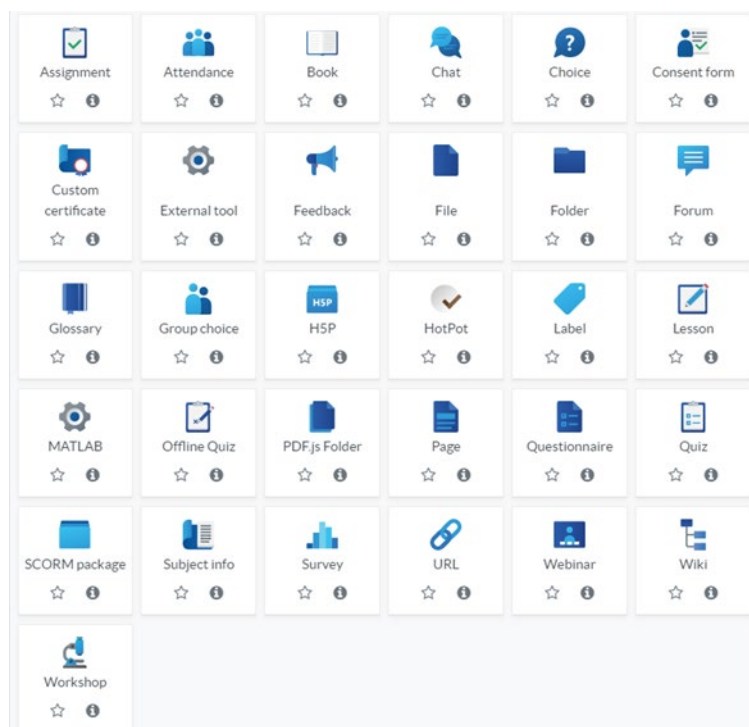 Assignment
Attendance
Book
Chat
Choice
Consent form
Custom
certificate
External tool
Feedback
File
Folder
Forum
Glossary
Group choice
H5P
H5P
HotPot
Label
Lesson
MATLAB
Offline Quiz
PDF.js Folder
Page
Questionnaire
Quiz
SCORM package
Subject info
Survey
URL
Webinar
Wiki
Workshop